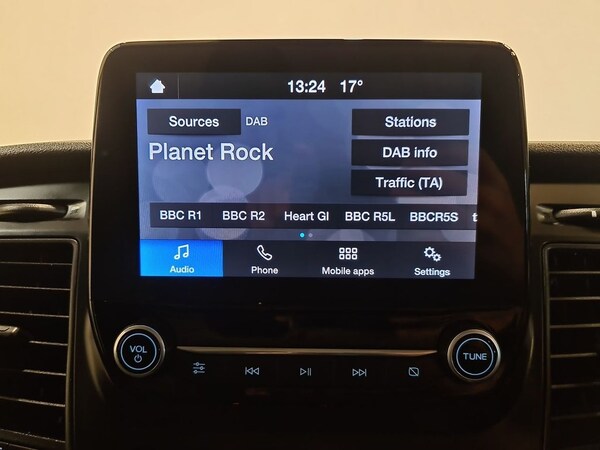 13:24 17°
Sources DAB Stations
Planet Rock DAB info
Traffic (TA)
BBC R1 BBC R2 Heart Gl BBC R5L BBCR5S t
Audio Phone Mobile apps Settings
VOL TUNE